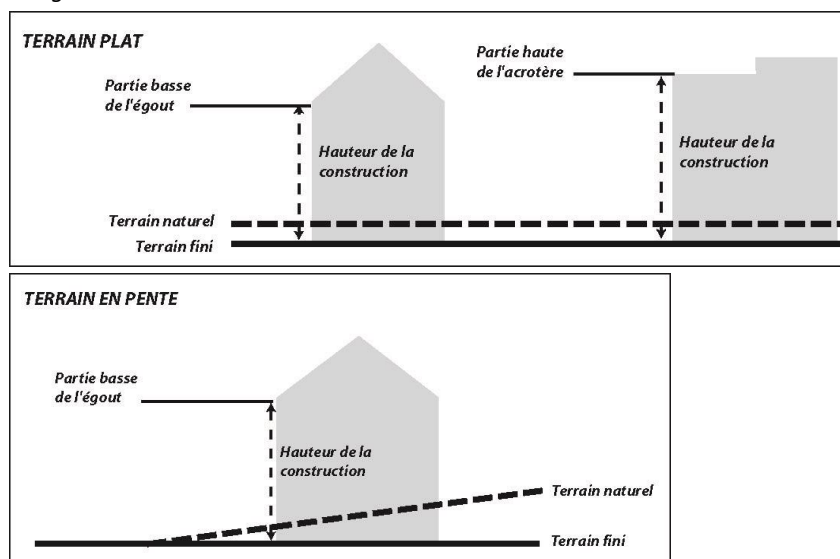 TERRAIN PLAT
Partie basse
de l'égout
Hauteur de la
construction
Partie haute
de l'acrotère
Hauteur de la
construction
Terrain naturel
Terrain fini
TERRAIN EN PENTE
Partie basse
de l'égout
Hauteur de la
construction
Terrain naturel
Terrain fini